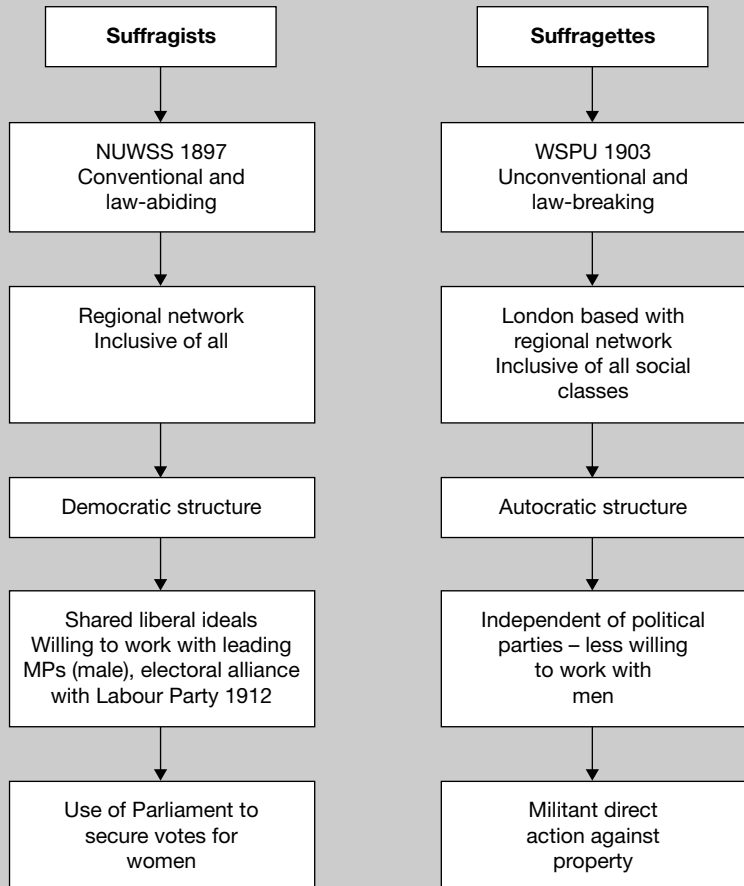 Suffragists
NUWSS 1897
Conventional and
law-abiding
Regional network
Inclusive of all
Democratic structure
Shared liberal ideals
Willing to work with leading
MPs (male), electoral alliance
with Labour Party 1912
Use of Parliament to
secure votes for
women
Suffragettes
WSPU 1903
Unconventional and
law-breaking
London based with
regional network
Inclusive of all social
classes
Autocratic structure
Independent of political
parties – less willing
to work with
men
Militant direct
action against
property